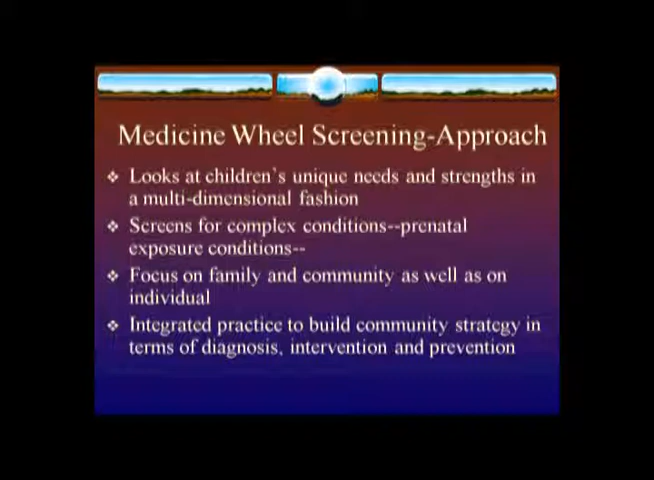 Medicine Wheel Screening-Approach
❖ Looks at children's unique needs and strengths in
a multi-dimensional fashion
❖ Screens for complex conditions--prenatal
exposure conditions--
❖ Focus on family and community as well as on
individual
❖ Integrated practice to build community strategy in
terms of diagnosis, intervention and prevention